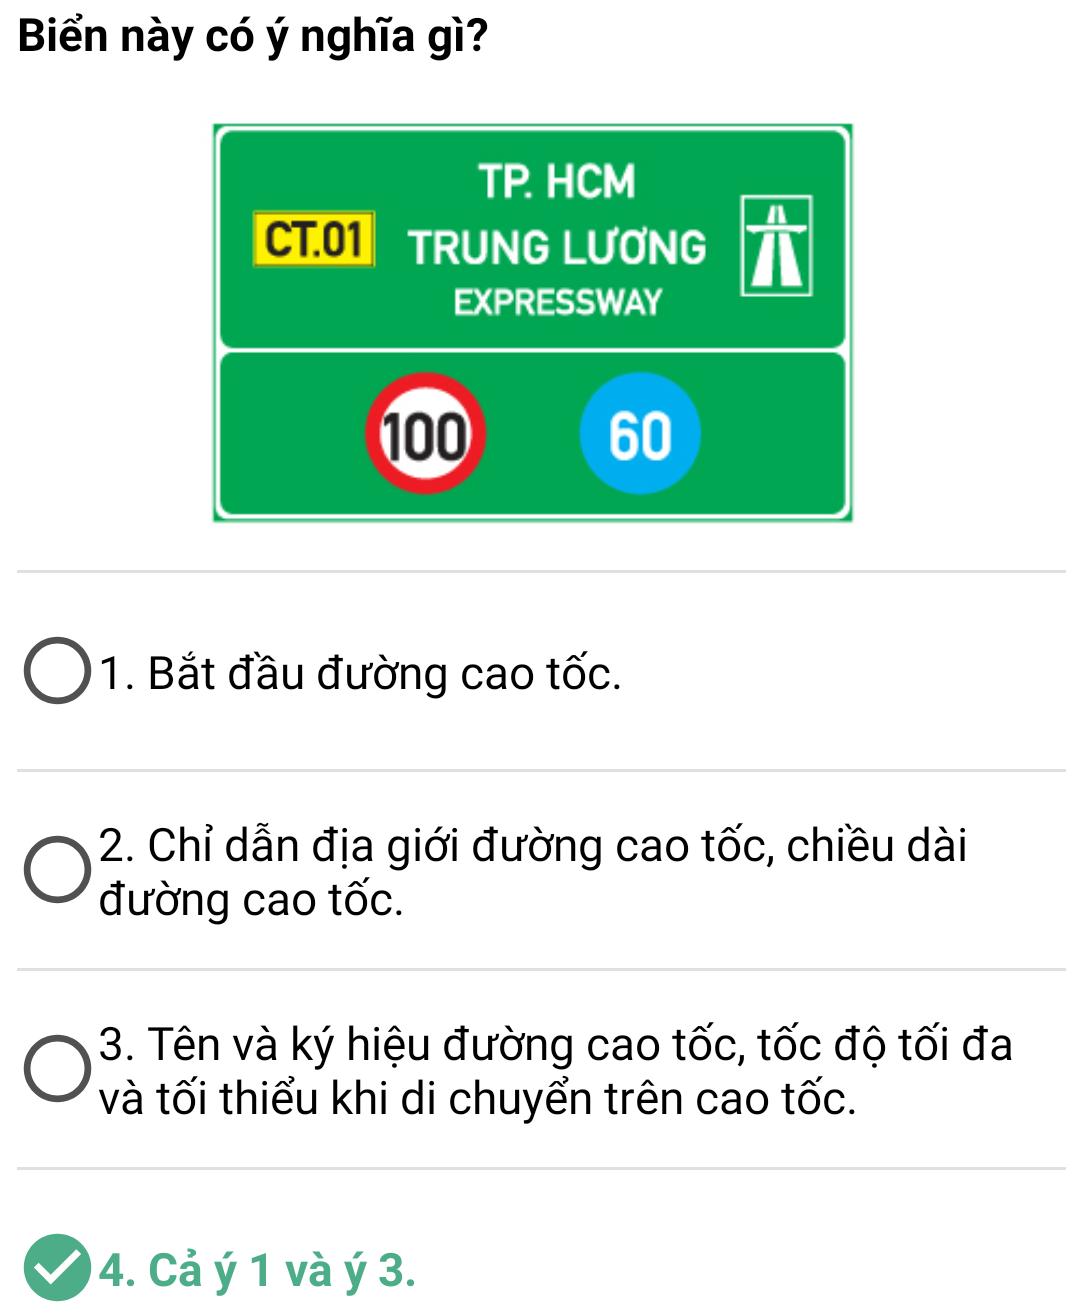 Biển này có ý nghĩa gì?
TP. HCM
CT.01 TRUNG LƯƠNG
EXPRESSWAY
100 60
1. Bắt đầu đường cao tốc.
2. Chỉ dẫn địa giới đường cao tốc, chiều dài
đường cao tốc.
3. Tên và ký hiệu đường cao tốc, tốc độ tối đa
và tối thiểu khi di chuyển trên cao tốc.
4. Cả ý 1 và ý 3.